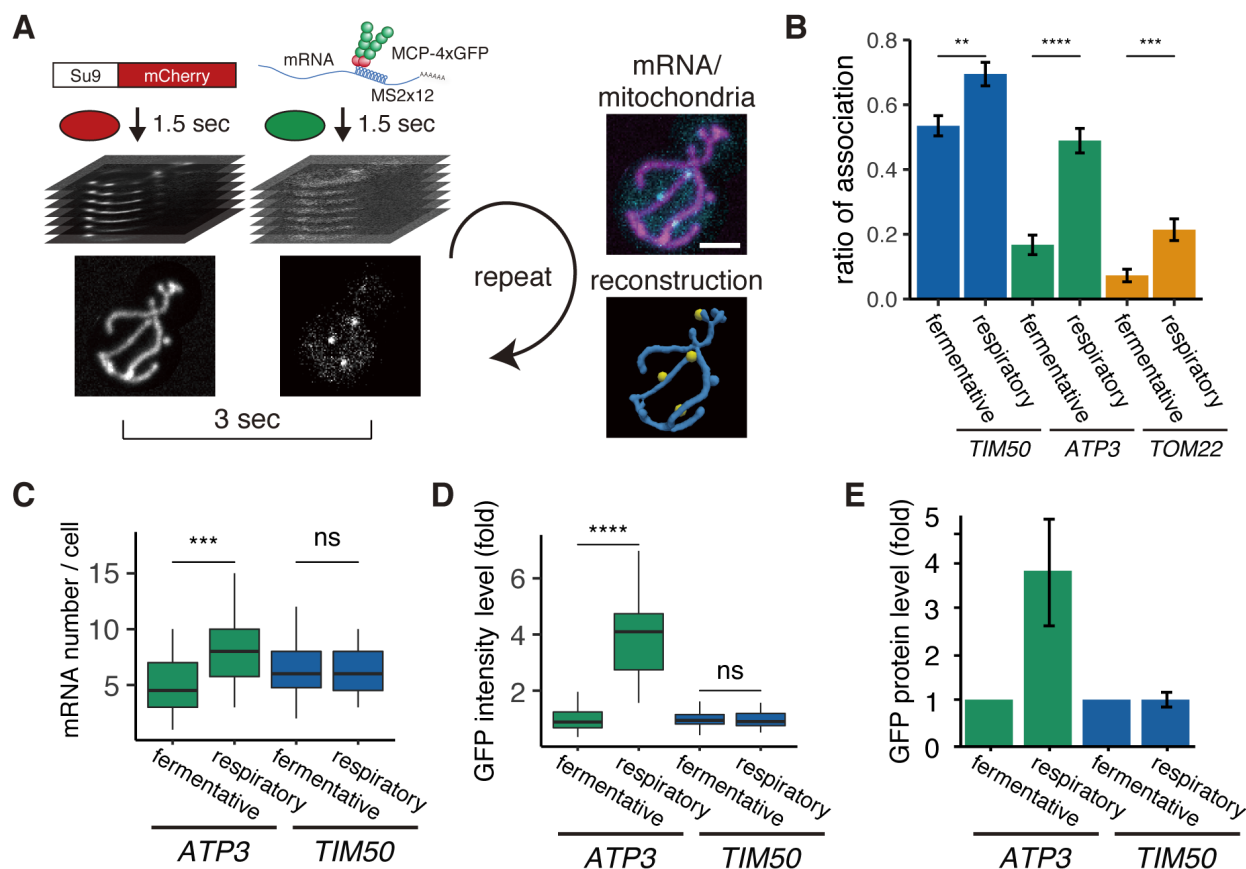 A
Su9
mCherry
mRNA
MCP-4xGFP
AAAAAA
MS2x12
1.5 sec
1.5 sec
repeat
3 sec
mRNA/
mitochondria
reconstruction
B
ratio of association
0.8
0.6
0.4
0.2
0.0
**
****
***
fermentative
respiratory
fermentative
respiratory
fermentative
respiratory
TIM50
ATP3
TOM22
C
mRNA number / cell
15
10
5
***
ns
fermentative
respiratory
fermentative
respiratory
ATP3
TIM50
D
GFP intensity level (fold)
6
4
2
****
ns
fermentative
respiratory
fermentative
respiratory
ATP3
TIM50
E
GFP protein level (fold)
5
4
3
2
1
0
fermentative
respiratory
fermentative
respiratory
ATP3
TIM50